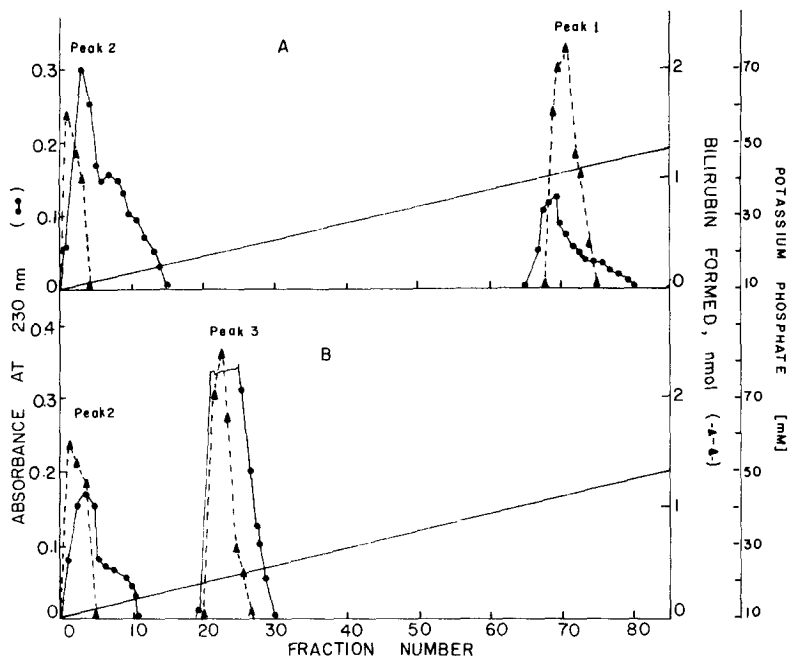 A
Peak 2
Peak 1
0.3
0.2
0.1
0
2
1
0
70
50
30
10
B
Peak 3
Peak2
0.4
0.3
0.2
0.1
0
2
1
0
70
50
30
10
0 10 20 30 40 50 60 70 80
FRACTION NUMBER
ABSORBANCE AT 230 nm (●-●)
BILIRUBIN FORMED, nmol (-▲-▲-)
POTASSIUM PHOSPHATE [mM]